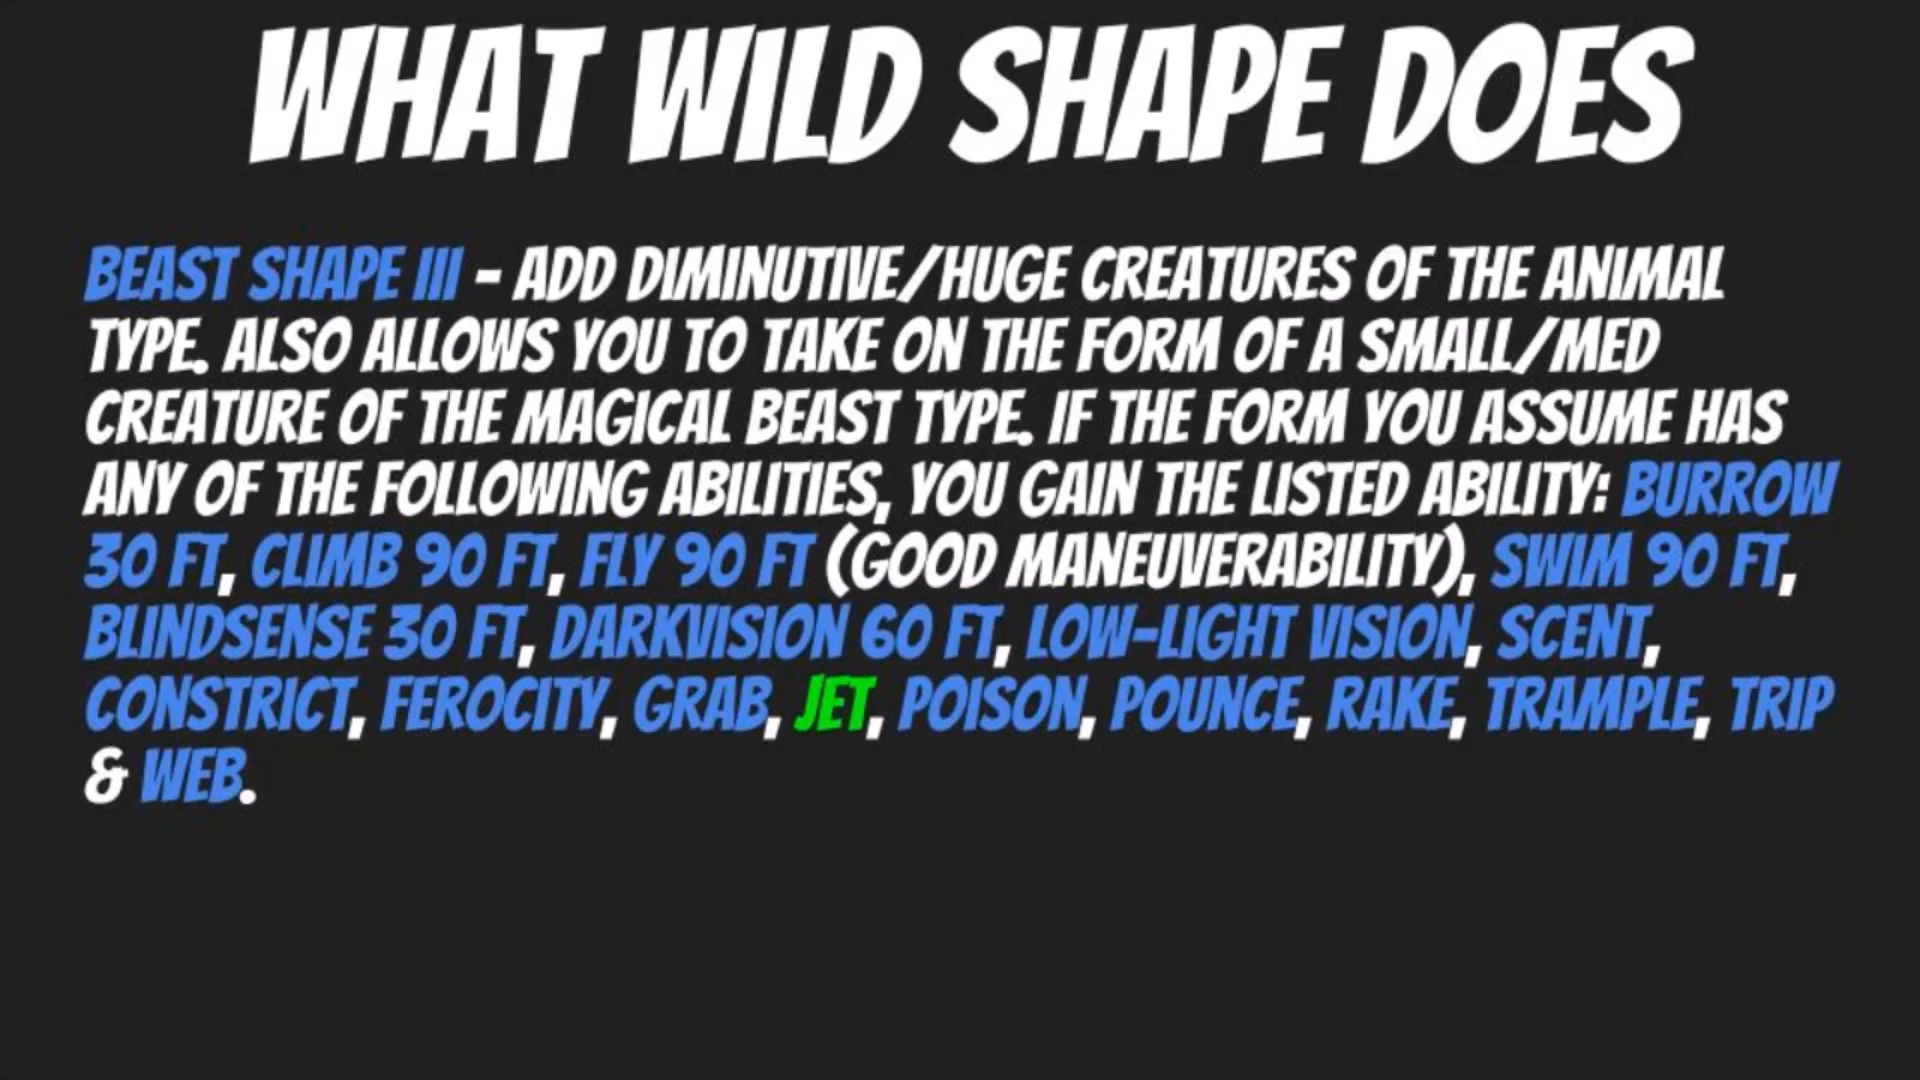 WHAT WILD SHAPE DOES
BEAST SHAPE III - ADD DIMINUTIVE/HUGE CREATURES OF THE ANIMAL
TYPE. ALSO ALLOWS YOU TO TAKE ON THE FORM OF A SMALL/MED
CREATURE OF THE MAGICAL BEAST TYPE. IF THE FORM YOU ASSUME HAS
ANY OF THE FOLLOWING ABILITIES, YOU GAIN THE LISTED ABILITY: BURROW
30 FT, CLIMB 90 FT, FLY 90 FT (GOOD MANEUVERABILITY), SWIM 90 FT,
BLINDSENSE 30 FT, DARKVISION 60 FT, LOW-LIGHT VISION, SCENT,
CONSTRICT, FEROCITY, GRAB, JET, POISON, POUNCE, RAKE, TRAMPLE, TRIP
& WEB.